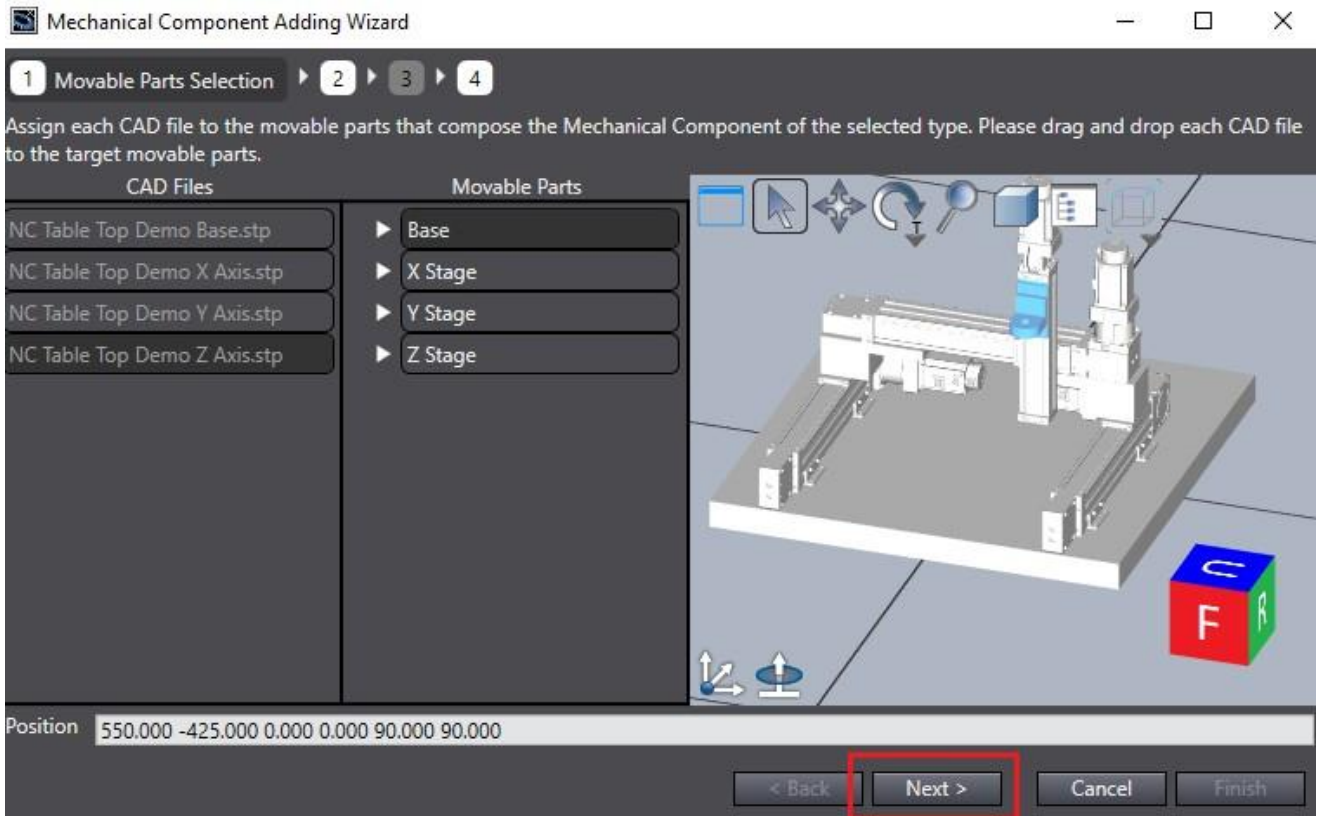 Mechanical Component Adding Wizard
1 Movable Parts Selection 2 3 4
Assign each CAD file to the movable parts that compose the Mechanical Component of the selected type. Please drag and drop each CAD file
to the target movable parts.
CAD Files Movable Parts
NC Table Top Demo Base.stp Base
NC Table Top Demo X Axis.stp X Stage
NC Table Top Demo Y Axis.stp Y Stage
NC Table Top Demo Z Axis.stp Z Stage
T
U
F R
Position 550.000 -425.000 0.000 0.000 90.000 90.000
< Back Next > Cancel Finish